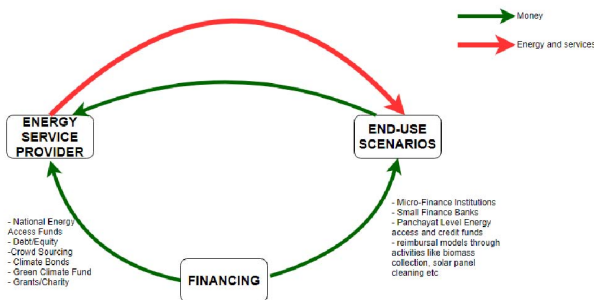 Money
Energy and services
ENERGY
SERVICE
PROVIDER
END-USE
SCENARIOS
- National Energy
Access Funds
- Debt/Equity
-Crowd Sourcing
- Climate Bonds
- Green Climate Fund
- Grants/Charity
- Micro-Finance Institutions
- Small Finance Banks
- Panchayat Level Energy
access and credit funds
- reimbursal models through
activities like biomass
collection, solar panel
cleaning etc
FINANCING